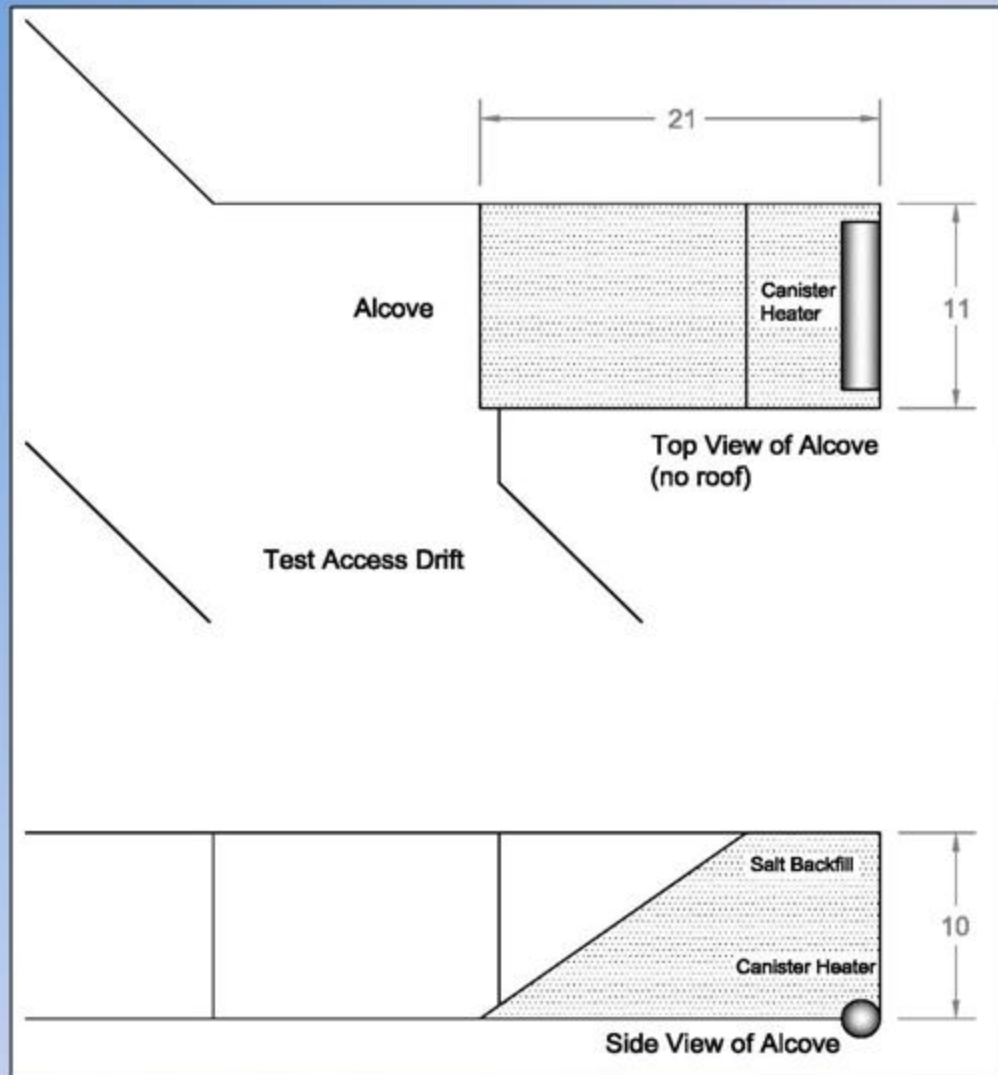 21
Alcove
Canister
Heater
11
Top View of Alcove
(no roof)
Test Access Drift
Salt Backfill
10
Canister Heater
Side View of Alcove